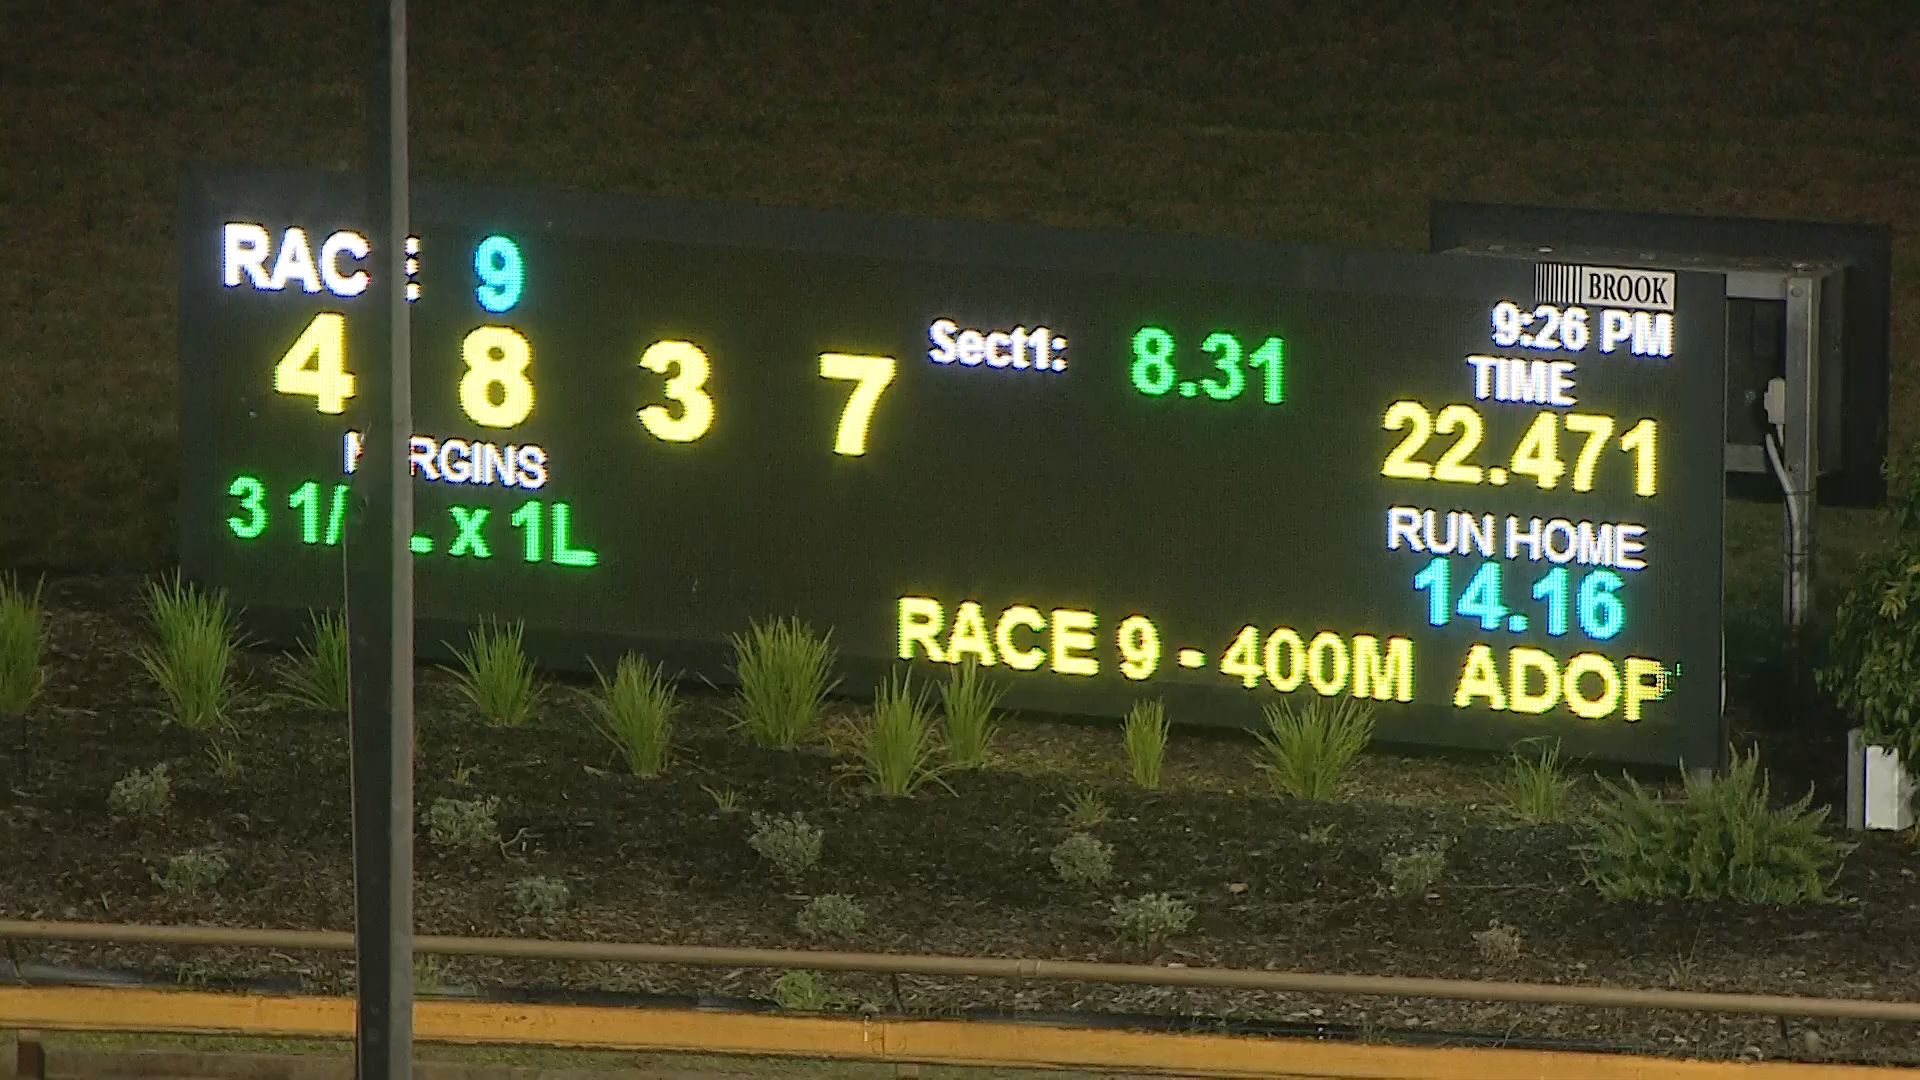 RAC : 9
BROOK
9:26 PM
4 8 3 7
Sect1: 8.31
TIME
22.471
RGINS
3 1/ L x 1L
RUN HOME
14.16
RACE 9 - 400M ADOP